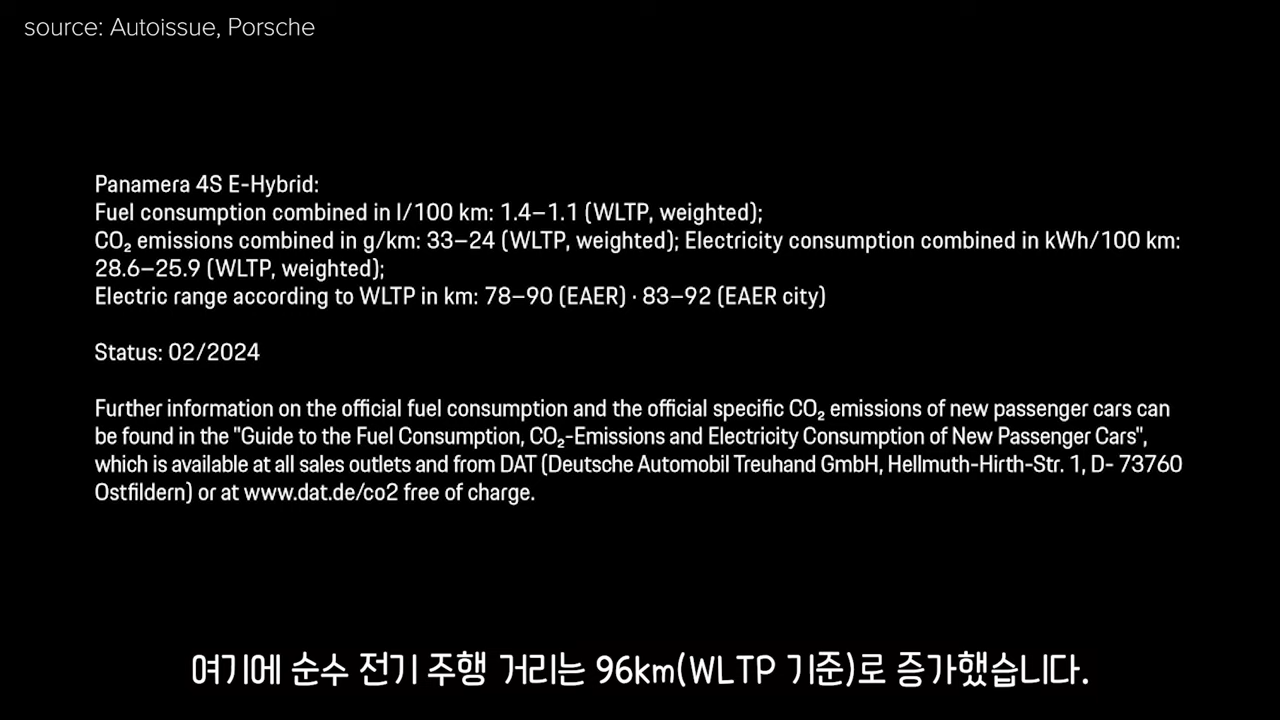 source: Autoissue, Porsche
Panamera 4S E-Hybrid:
Fuel consumption combined in l/100 km: 1.4–1.1 (WLTP, weighted);
CO₂ emissions combined in g/km: 33–24 (WLTP, weighted); Electricity consumption combined in kWh/100 km:
28.6–25.9 (WLTP, weighted);
Electric range according to WLTP in km: 78–90 (EAER) · 83–92 (EAER city)
Status: 02/2024
Further information on the official fuel consumption and the official specific CO₂ emissions of new passenger cars can
be found in the "Guide to the Fuel Consumption, CO₂-Emissions and Electricity Consumption of New Passenger Cars",
which is available at all sales outlets and from DAT (Deutsche Automobil Treuhand GmbH, Hellmuth-Hirth-Str. 1, D- 73760
Ostfildern) or at www.dat.de/co2 free of charge.
여기에 순수 전기 주행 거리는 96km(WLTP 기준)로 증가했습니다.